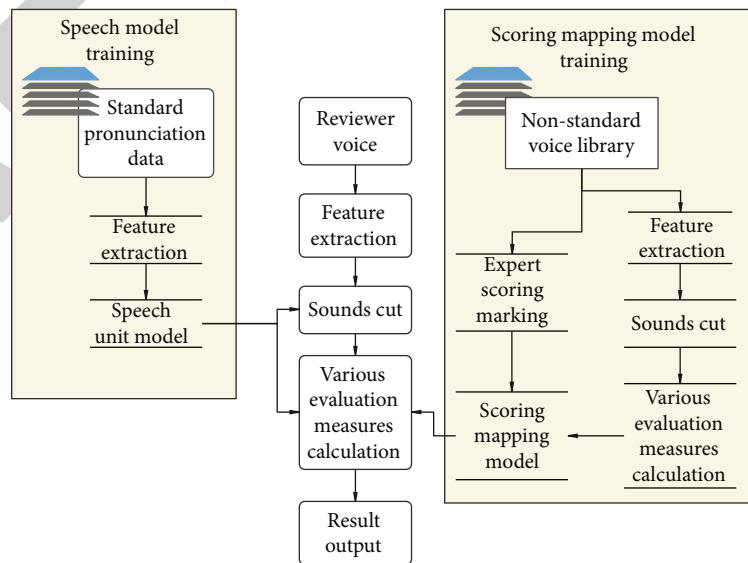 Speech model
training
Standard
pronunciation
data
Feature
extraction
Speech
unit model
Reviewer
voice
Feature
extraction
Sounds cut
Various
evaluation
measures
calculation
Result
output
Scoring mapping model
training
Non-standard
voice library
Expert
scoring
marking
Scoring
mapping
model
Feature
extraction
Sounds cut
Various
evaluation
measures
calculation